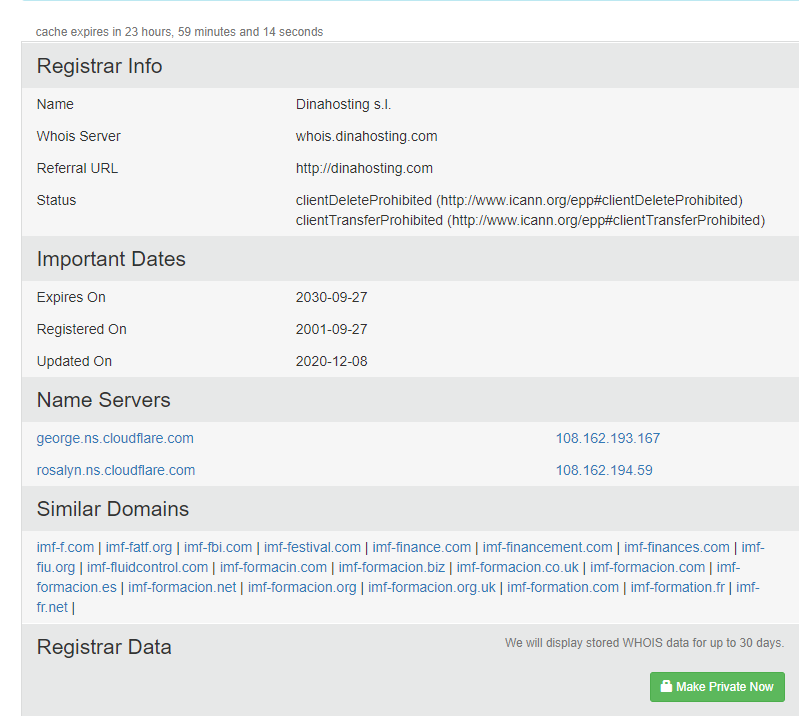 cache expires in 23 hours, 59 minutes and 14 seconds
Registrar Info
Name Dinahosting s.l.
Whois Server whois.dinahosting.com
Referral URL http://dinahosting.com
Status clientDeleteProhibited (http://www.icann.org/epp#clientDeleteProhibited)
clientTransferProhibited (http://www.icann.org/epp#clientTransferProhibited)
Important Dates
Expires On 2030-09-27
Registered On 2001-09-27
Updated On 2020-12-08
Name Servers
george.ns.cloudflare.com 108.162.193.167
rosalyn.ns.cloudflare.com 108.162.194.59
Similar Domains
imf-f.com | imf-fatf.org | imf-fbi.com | imf-festival.com | imf-finance.com | imf-financement.com | imf-finances.com | imf-
fiu.org | imf-fluidcontrol.com | imf-formacin.com | imf-formacion.biz | imf-formacion.co.uk | imf-formacion.com | imf-
formacion.es | imf-formacion.net | imf-formacion.org | imf-formacion.org.uk | imf-formation.com | imf-formation.fr | imf-
fr.net |
Registrar Data We will display stored WHOIS data for up to 30 days.
Make Private Now